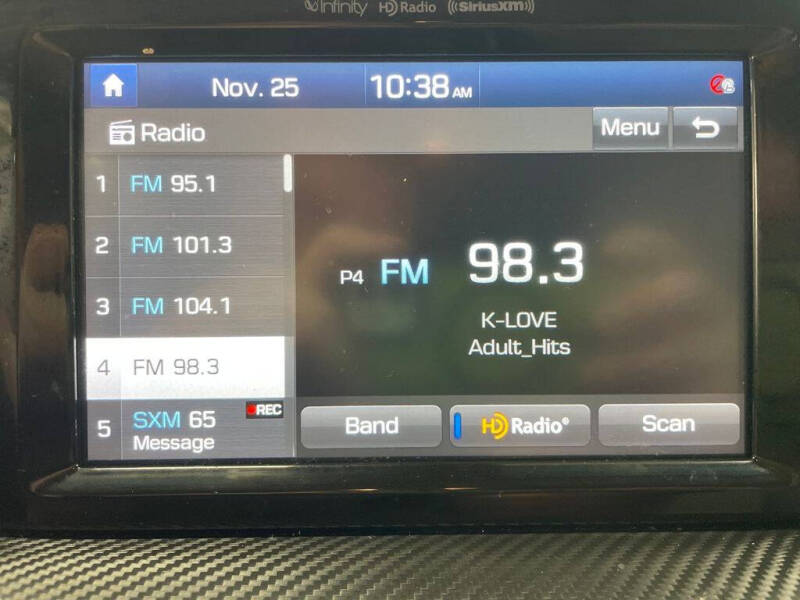 Infinity HD Radio ((SiriusXM))
Nov. 25 10:38 AM
Radio Menu
1 FM 95.1
2 FM 101.3
3 FM 104.1
4 FM 98.3
5 SXM 65 REC
Message
P4 FM 98.3
K-LOVE
Adult_Hits
Band HD Radio® Scan